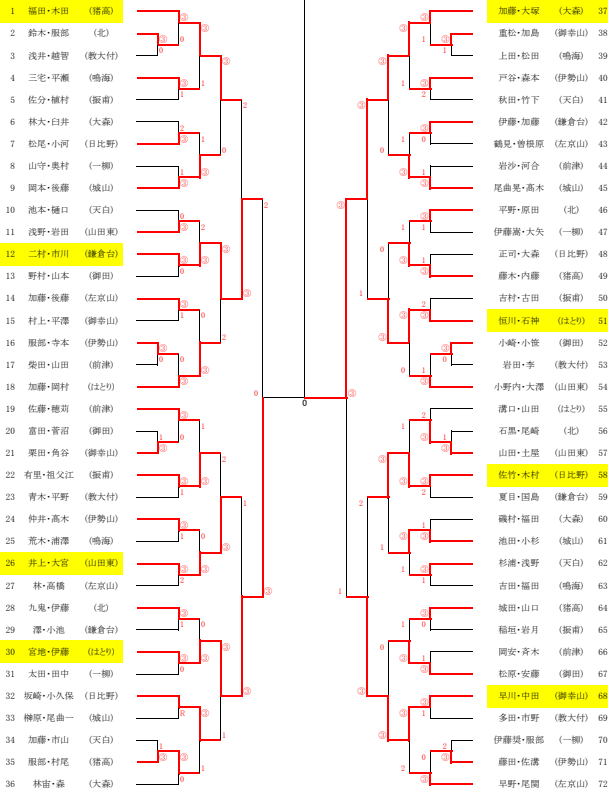 1 福田・木田 (猪高)
2 鈴木・服部 (北)
3 浅井・越智 (教大付)
4 三宅・平瀬 (鳴海)
5 佐分・植村 (振甫)
6 林大・臼井 (大森)
7 松尾・小河 (日比野)
8 山守・奥村 (一柳)
9 岡本・後藤 (城山)
10 池本・樋口 (天白)
11 浅野・岩田 (山田東)
12 二村・市川 (鎌倉台)
13 野村・山本 (御田)
14 加藤・後藤 (左京山)
15 村上・平澤 (御幸山)
16 服部・寺本 (伊勢山)
17 柴田・山田 (前津)
18 加藤・岡村 (はとり)
19 佐藤・穂苅 (前津)
20 富田・菅沼 (御田)
21 栗田・角谷 (御幸山)
22 有里・祖父江 (振甫)
23 青木・平野 (教大付)
24 仲井・高木 (伊勢山)
25 荒木・浦澤 (鳴海)
26 井上・大宮 (山田東)
27 林・高橋 (左京山)
28 九鬼・伊藤 (北)
29 澤・小池 (鎌倉台)
30 宮地・伊藤 (はとり)
31 太田・田中 (一柳)
32 坂崎・小久保 (日比野)
33 榊原・尾曲一 (城山)
34 加藤・市山 (天白)
35 服部・村尾 (猪高)
36 林宙・森 (大森)
加藤・大塚 (大森) 37
重松・加島 (御幸山) 38
上田・松田 (鳴海) 39
戸谷・森本 (伊勢山) 40
秋田・竹下 (天白) 41
伊藤・加藤 (鎌倉台) 42
鶴見・曽根原 (左京山) 43
岩沙・河合 (前津) 44
尾曲晃・高木 (城山) 45
平野・原田 (北) 46
伊藤嵩・大矢 (一柳) 47
正司・大森 (日比野) 48
藤木・内藤 (猪高) 49
吉村・古田 (振甫) 50
恒川・石神 (はとり) 51
小崎・小笹 (御田) 52
岩田・李 (教大付) 53
小野内・大澤 (山田東) 54
溝口・山田 (はとり) 55
石黒・尾崎 (北) 56
山田・土屋 (山田東) 57
佐竹・木村 (日比野) 58
夏目・国島 (鎌倉台) 59
磯村・福田 (大森) 60
池田・小杉 (城山) 61
杉浦・浅野 (天白) 62
吉田・福田 (鳴海) 63
城田・山口 (猪高) 64
稲垣・岩月 (振甫) 65
岡安・斉木 (前津) 66
松原・安藤 (御田) 67
早川・中田 (御幸山) 68
多田・市野 (教大付) 69
伊藤奨・服部 (一柳) 70
藤田・佐溝 (伊勢山) 71
早野・尾関 (左京山) 72